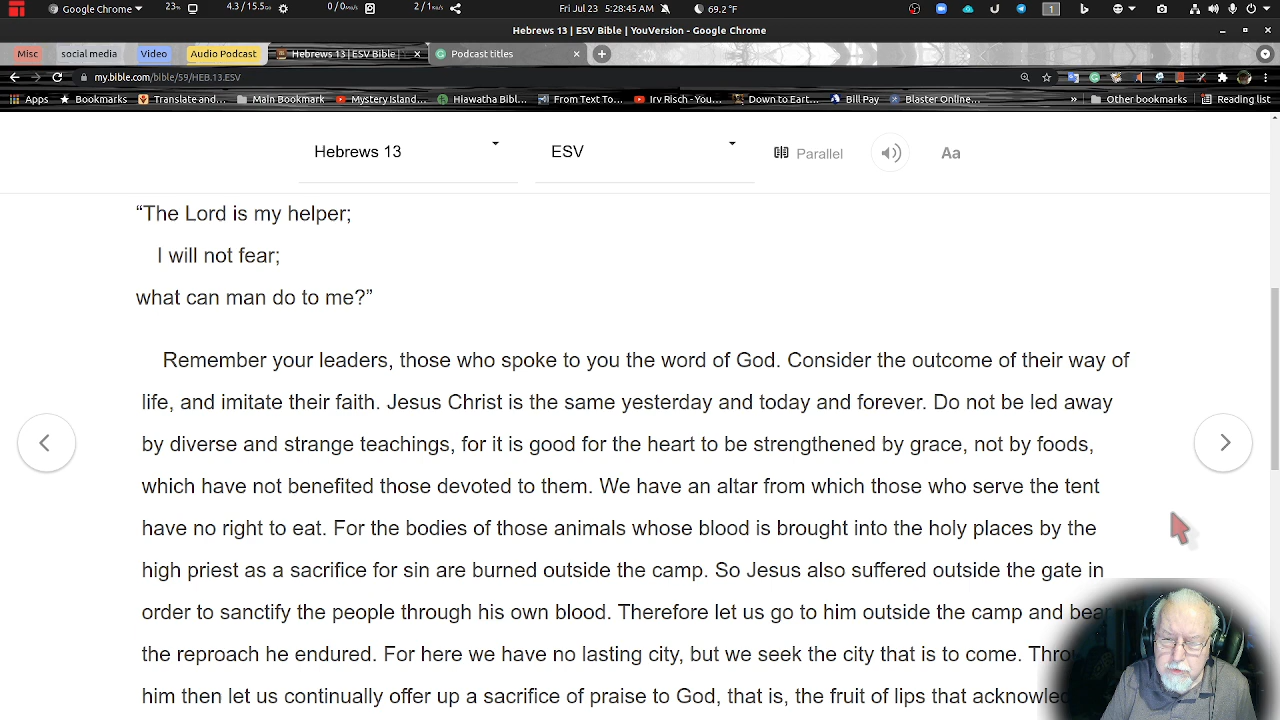 Google Chrome 23% 4.3 / 15.5G 0 / 0KB 2 / 1KB Fri Jul 23 5:28:45 AM 69.2 °F 1
Hebrews 13 | ESV Bible | YouVersion - Google Chrome
Misc social media Video Audio Podcast Hebrews 13 | ESV Bible | Podcast titles
my.bible.com/bible/59/HEB.13.ESV
Apps Bookmarks Translate and... Main Bookmark Mystery Island... Hiawatha Bibl... From Text To... Irv Risch - You... Down to Eart... Bill Pay Blaster Online... » Other bookmarks Reading list
Hebrews 13 ESV Parallel Aa
“The Lord is my helper;
I will not fear;
what can man do to me?”
Remember your leaders, those who spoke to you the word of God. Consider the outcome of their way of
life, and imitate their faith. Jesus Christ is the same yesterday and today and forever. Do not be led away
by diverse and strange teachings, for it is good for the heart to be strengthened by grace, not by foods,
which have not benefited those devoted to them. We have an altar from which those who serve the tent
have no right to eat. For the bodies of those animals whose blood is brought into the holy places by the
high priest as a sacrifice for sin are burned outside the camp. So Jesus also suffered outside the gate in
order to sanctify the people through his own blood. Therefore let us go to him outside the camp and bear
the reproach he endured. For here we have no lasting city, but we seek the city that is to come.
him then let us continually offer up a sacrifice of praise to God, that is, the fruit of lips that